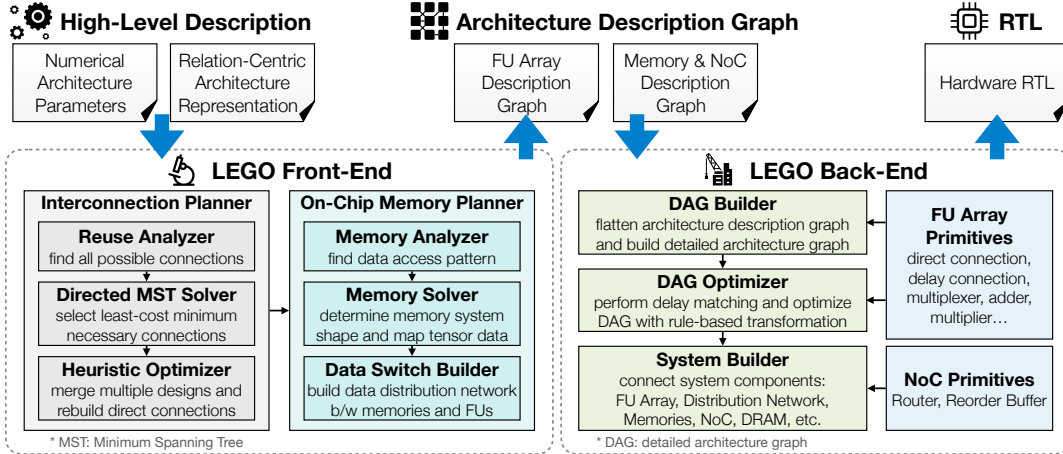 High-Level Description
Architecture Description Graph
RTL
Numerical
Architecture
Parameters
Relation-Centric
Architecture
Representation
FU Array
Description
Graph
Memory & NoC
Description
Graph
Hardware RTL
LEGO Front-End
Interconnection Planner
Reuse Analyzer
find all possible connections
Directed MST Solver
select least-cost minimum
necessary connections
Heuristic Optimizer
merge multiple designs and
rebuild direct connections
On-Chip Memory Planner
Memory Analyzer
find data access pattern
Memory Solver
determine memory system
shape and map tensor data
Data Switch Builder
build data distribution network
b/w memories and FUs
* MST: Minimum Spanning Tree
LEGO Back-End
DAG Builder
flatten architecture description graph
and build detailed architecture graph
DAG Optimizer
perform delay matching and optimize
DAG with rule-based transformation
System Builder
connect system components:
FU Array, Distribution Network,
Memories, NoC, DRAM, etc.
FU Array
Primitives
direct connection,
delay connection,
multiplexer, adder,
multiplier...
NoC Primitives
Router, Reorder Buffer
* DAG: detailed architecture graph